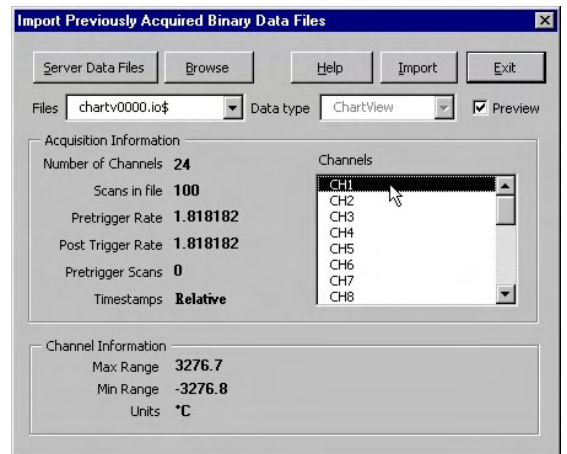 Import Previously Acquired Binary Data Files
Server Data Files Browse Help Import Exit
Files chartv0000.io$ Data type ChartView Preview
Acquisition Information
Number of Channels 24
Scans in file 100
Pretrigger Rate 1.818182
Post Trigger Rate 1.818182
Pretrigger Scans 0
Timestamps Relative
Channels
CH1
CH2
CH3
CH4
CH5
CH6
CH7
CH8
Channel Information
Max Range 3276.7
Min Range -3276.8
Units °C